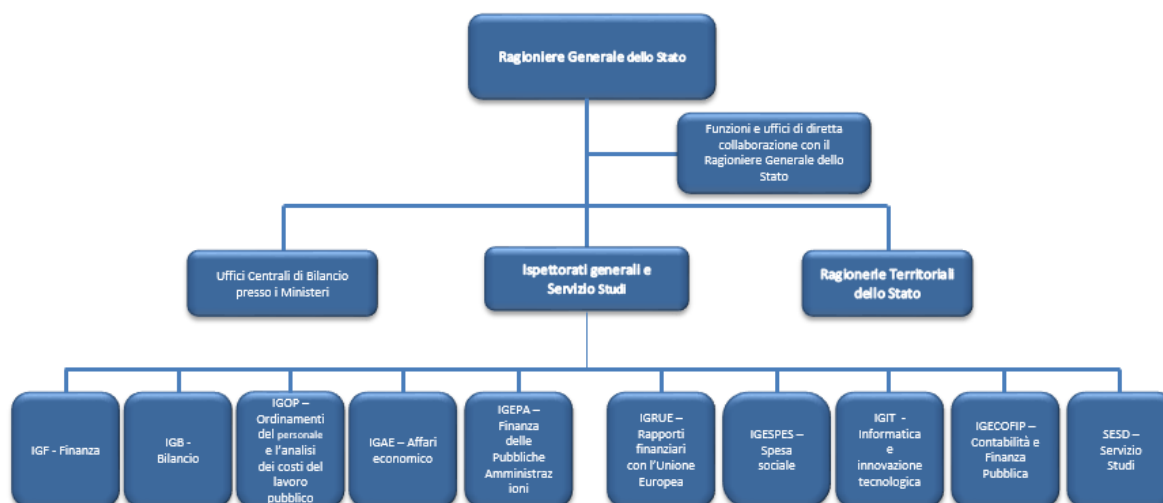 Ragioniere Generale dello Stato
Funzioni e uffici di diretta
collaborazione con il
Ragioniere Generale dello
Stato
Uffici Centrali di Bilancio
presso i Ministeri
Ispettorati generali e
Servizio Studi
Ragionerie Territoriali
dello Stato
IGF - Finanza
IGB -
Bilancio
IGOP –
Ordinamenti
del personale
e l'analisi
dei costi del
lavoro
pubblico
IGAE – Affari
economico
IGEPA –
Finanza
delle
Pubbliche
Amministraz
ioni
IGRUE –
Rapporti
finanziari
con l'Unione
Europea
IGESPES –
Spesa
sociale
IGIT -
Informatica
e
innovazione
tecnologica
IGECOFIP –
Contabilità e
Finanza
Pubblica
SESD –
Servizio
Studi